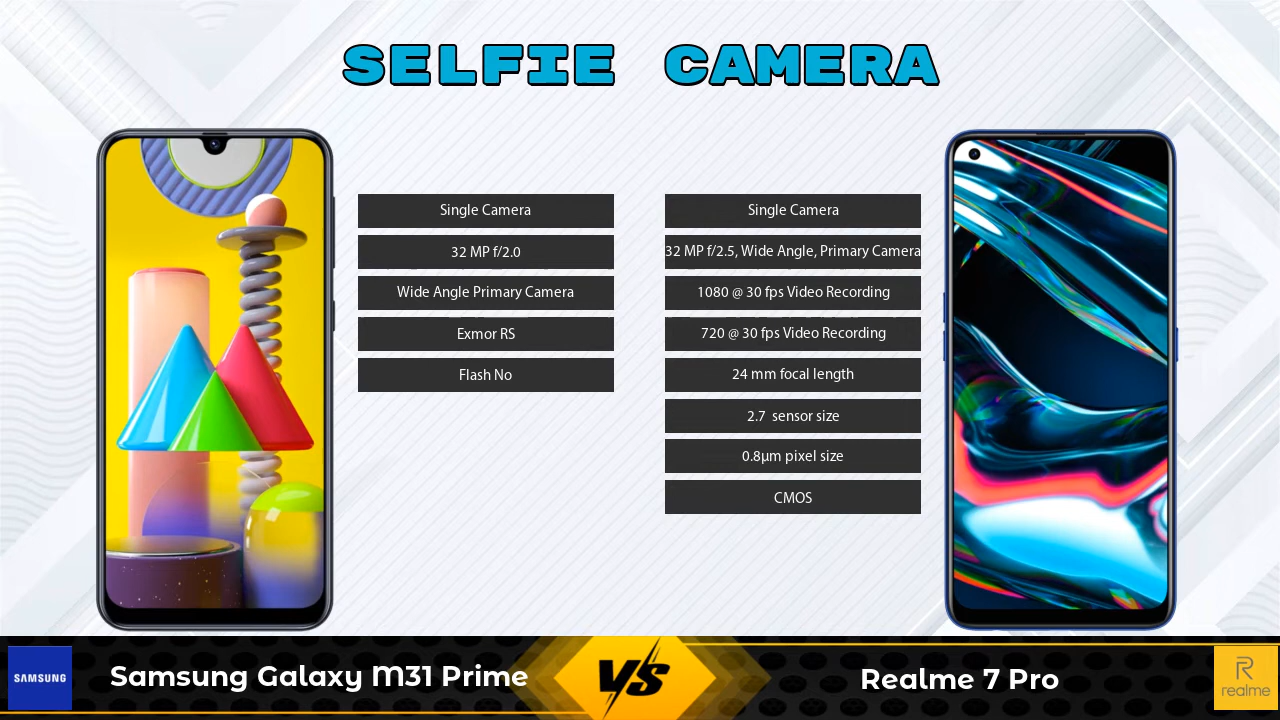 SELFIE CAMERA
Single Camera
32 MP f/2.0
Wide Angle Primary Camera
Exmor RS
Flash No
Single Camera
32 MP f/2.5, Wide Angle, Primary Camera
1080 @ 30 fps Video Recording
720 @ 30 fps Video Recording
24 mm focal length
2.7 sensor size
0.8µm pixel size
CMOS
SAMSUNG
Samsung Galaxy M31 Prime
VS
Realme 7 Pro
R
realme